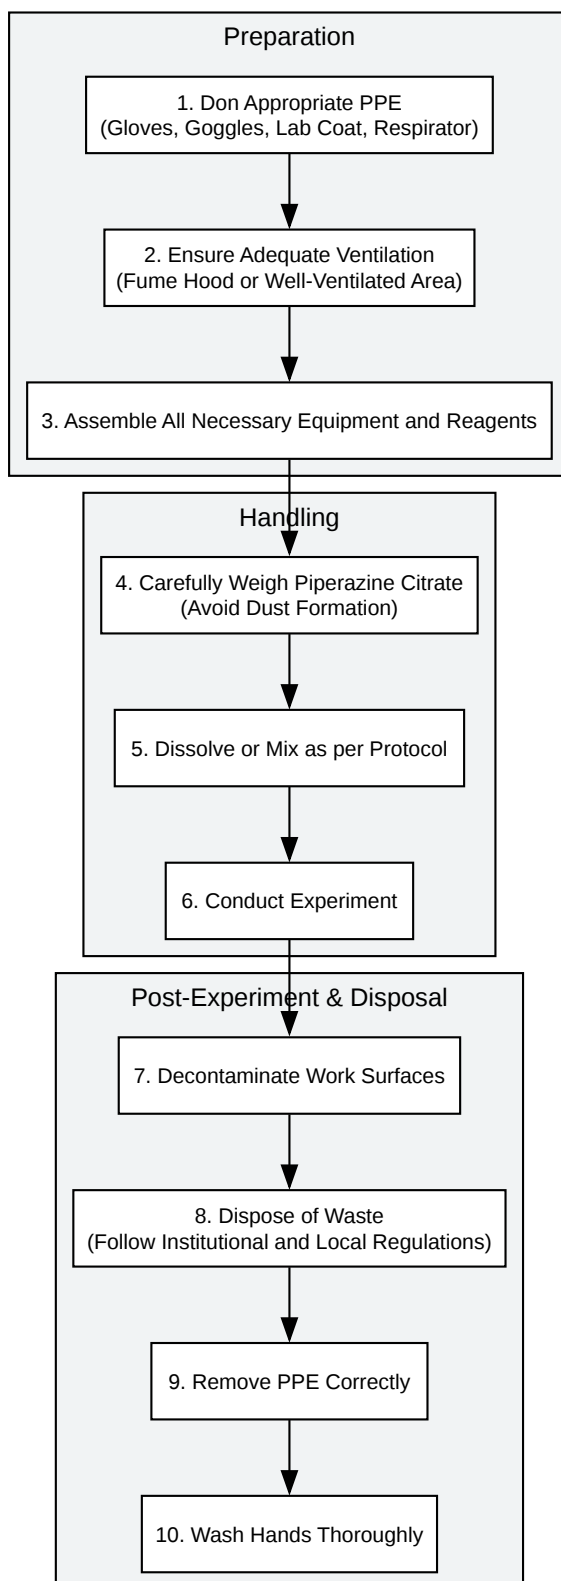 Preparation
1. Don Appropriate PPE
(Gloves, Goggles, Lab Coat, Respirator)
2. Ensure Adequate Ventilation
(Fume Hood or Well-Ventilated Area)
3. Assemble All Necessary Equipment and Reagents
Handling
4. Carefully Weigh Piperazine Citrate
(Avoid Dust Formation)
5. Dissolve or Mix as per Protocol
6. Conduct Experiment
Post-Experiment & Disposal
7. Decontaminate Work Surfaces
8. Dispose of Waste
(Follow Institutional and Local Regulations)
9. Remove PPE Correctly
10. Wash Hands Thoroughly